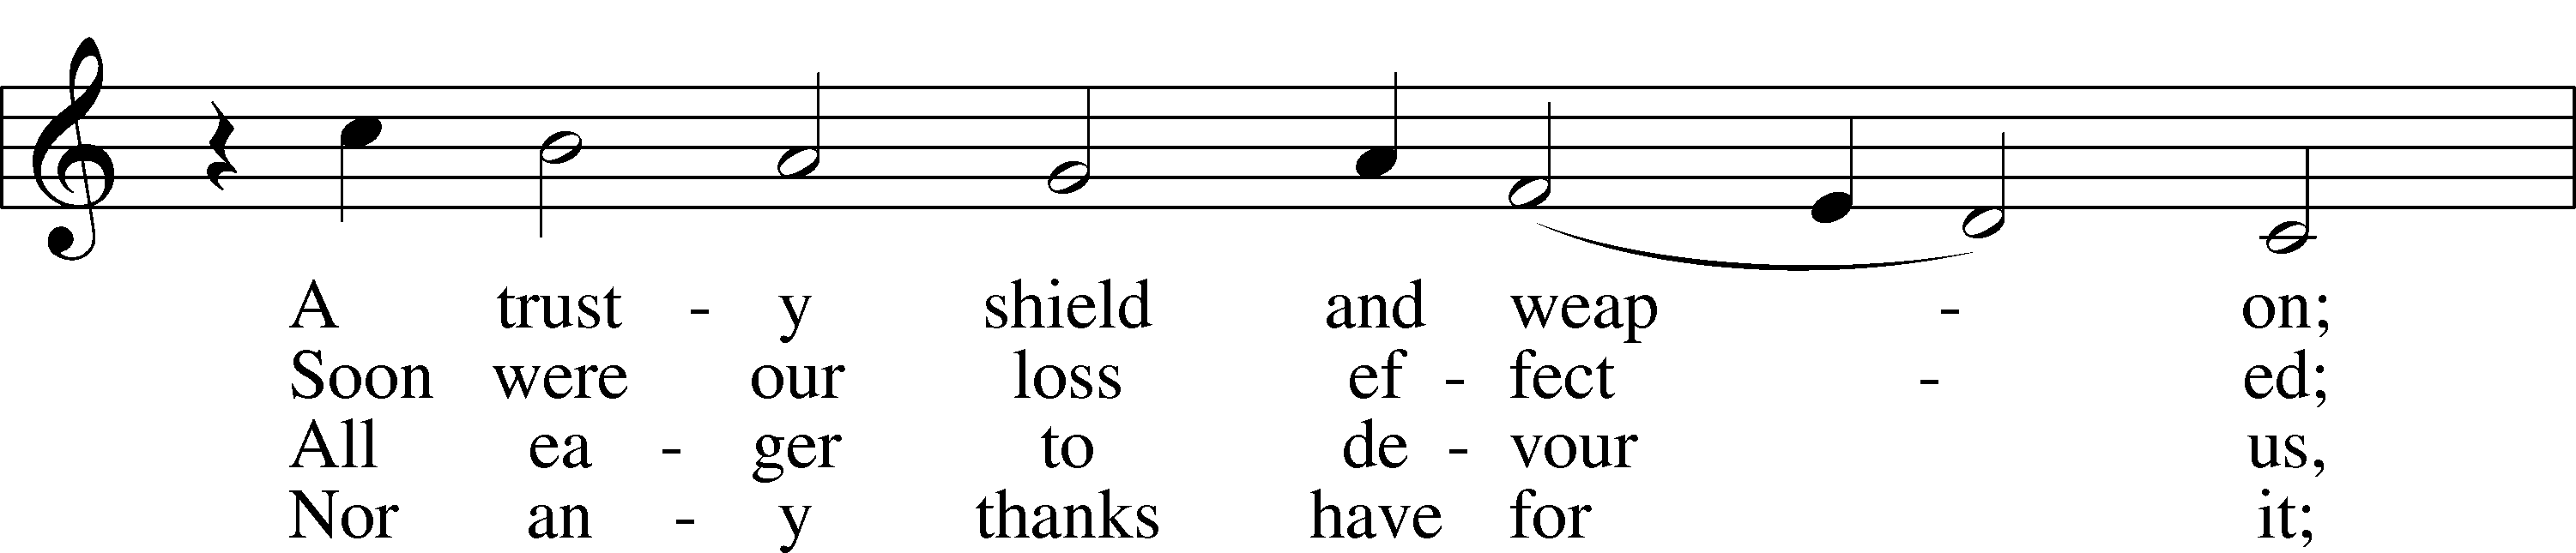 A trust - y shield and weap - on;
Soon were our loss ef - fect - ed;
All ea - ger to de - vour us,
Nor an - y thanks have for it;